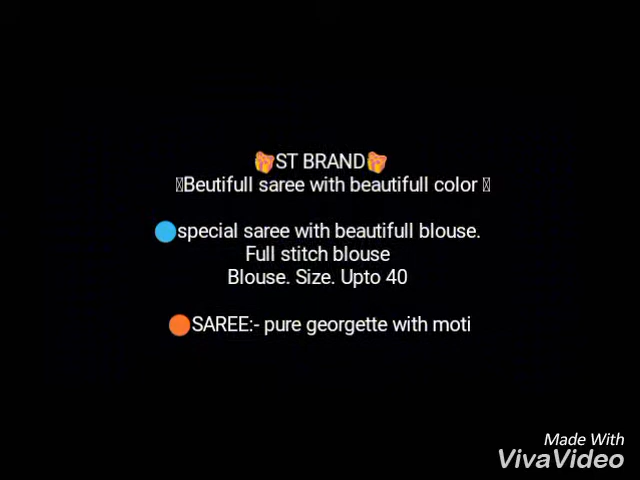 ST BRAND
Beutifull saree with beautifull color
special saree with beautifull blouse.
Full stitch blouse
Blouse. Size. Upto 40
SAREE:- pure georgette with moti
Made With
VivaVideo